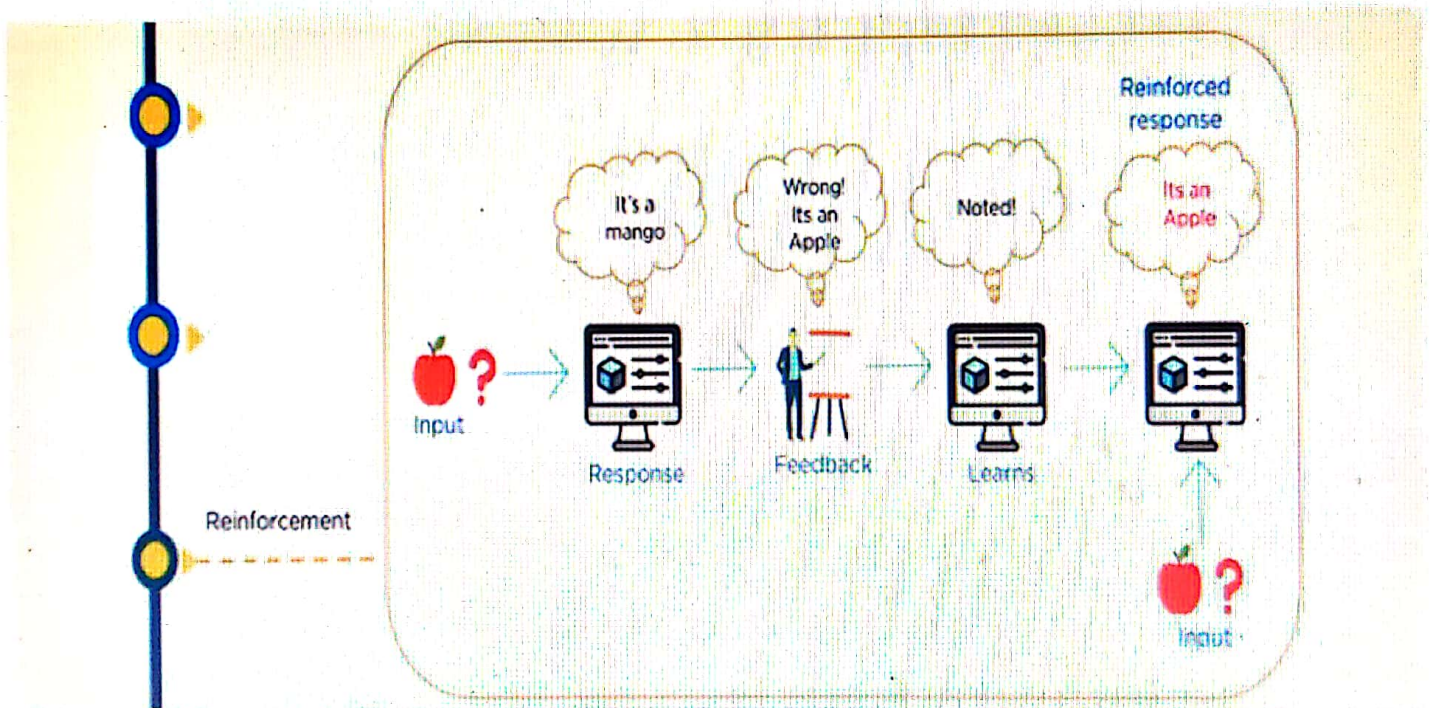 Reinforced
response
It's a
mango
Wrong!
Its an
Apple
Noted!
Its an
Apple
Input
Response
Feedback
Learns
Reinforcement
Input